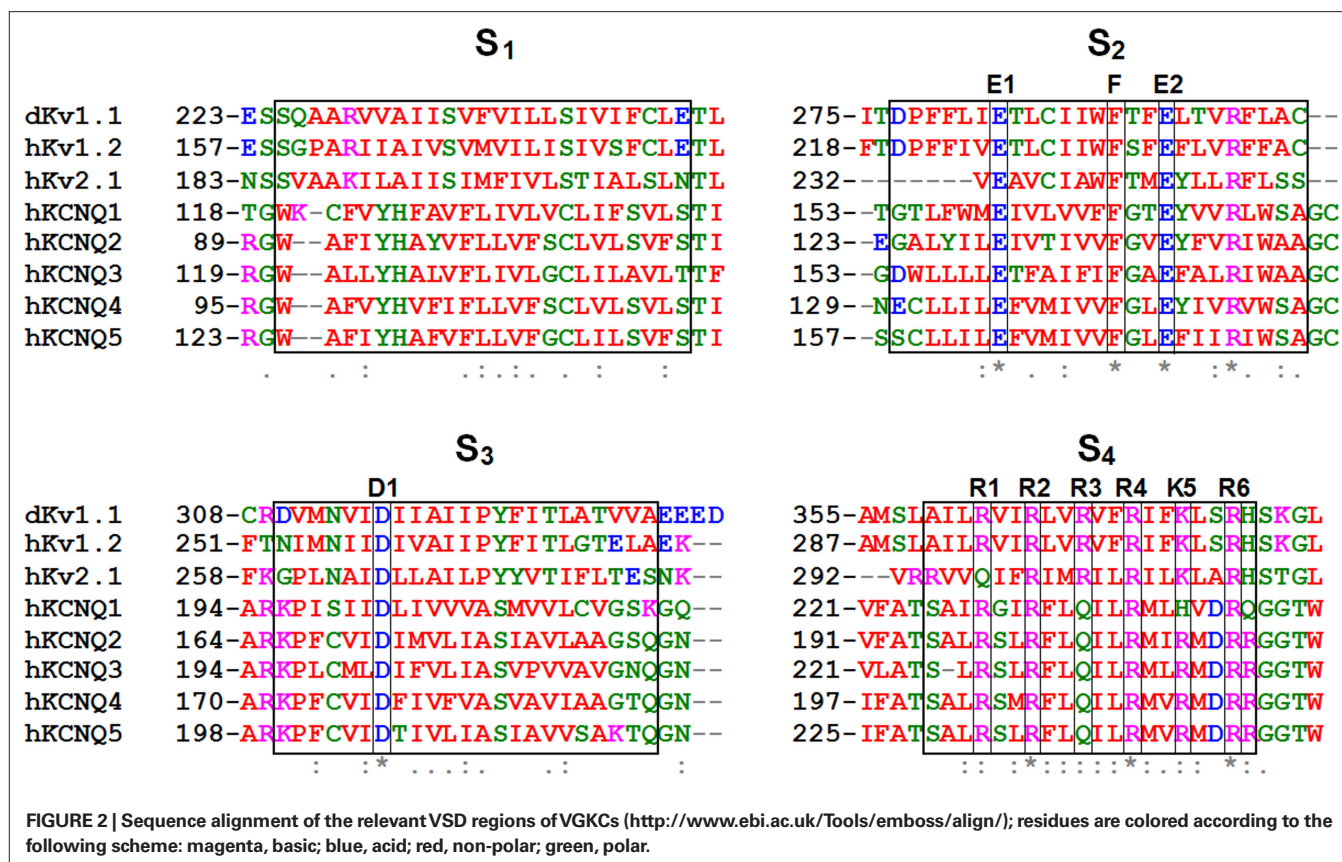 S1
dKv1.1 223-ESSQAARVVAIISVFVILLSIVIFCLETL
hKv1.2 157-ESSGPARIIAIVSVMVILISIVSFCLETL
hKv2.1 183-NSSVAAKILAIISIMFIVLSTIALSLNTL
hKCNQ1 118-TGWK-CFVYHFAVFLIVLVCLIFSVLSTI
hKCNQ2 89-RGW--AFIYHAYVFLLVFSCLVLSVFSTI
hKCNQ3 119-RGW--ALLYHALVFLIVLGCLILAVLTTF
hKCNQ4 95-RGW--AFVYHVFIFLLVFSCLVLSVLSTI
hKCNQ5 123-RGW--AFIYHAFVFLLVFGCLILSVFSTI
. . : .:.::. . : :
S2
E1 F E2
275-ITDPFFLIETLCIIWFTFELTVRFLAC--
218-FTDPFFIVETLCIIWFSFEFLVRFFAC--
232--------VEAVCIAWFTMEYLLRFLSS--
153--TGTLFWMEIVLVVFFGTEYVVRLWSAGC
123--EGALYILEIVTIVVFGVEYFVRIWAAGC
153--GDWLLLLETFAIFIFGAEFALRIWAAGC
129--NECLLILEFVMIVVFGLEYIVRVWSAGC
157--SSCLLILEFVMIVVFGLEFIIRIWSAGC
:* . : * * :*. :.
S3
D1
dKv1.1 308-CRDVMNVIDIIAIIPYFITLATVVAEEED
hKv1.2 251-FTNIMNIIDIVAIIPYFITLGTELAEK--
hKv2.1 258-FKGPLNAIDLLAILPYYVTIFLTESNK--
hKCNQ1 194-ARKPISIIDLIVVVASMVVLCVGSKGQ--
hKCNQ2 164-ARKPFCVIDIMVLIASIAVLAAGSQGN--
hKCNQ3 194-ARKPLCMLDIFVLIASVPVVAVGNQGN--
hKCNQ4 170-ARKPFCVIDFIVFVASVAVIAAGTQGN--
hKCNQ5 198-ARKPFCVIDTIVLIASIAVVSAKTQGN--
: :* ....:. .: :
S4
R1 R2 R3 R4 K5 R6
355-AMSLAILRVIRLVRVFRIFKLSRHSKGL
287-AMSLAILRVIRLVRVFRIFKLSRHSKGL
292---VRRVVQIFRIMRILRILKLARHSTGL
221-VFATSAIRGIRFLQILRMLHVDRQGGTW
191-VFATSALRSLRFLQILRMIRMDRRGGTW
221-VLATS-LRSLRFLQILRMLRMDRRGGTW
197-IFATSALRSMRFLQILRMVRMDRRGGTW
225-IFATSALRSLRFLQILRMVRMDRRGGTW
:: :*:::::*:.:: *:.
FIGURE 2 | Sequence alignment of the relevant VSD regions of VGKCs (http://www.ebi.ac.uk/Tools/emboss/align/); residues are colored according to the
following scheme: magenta, basic; blue, acid; red, non-polar; green, polar.